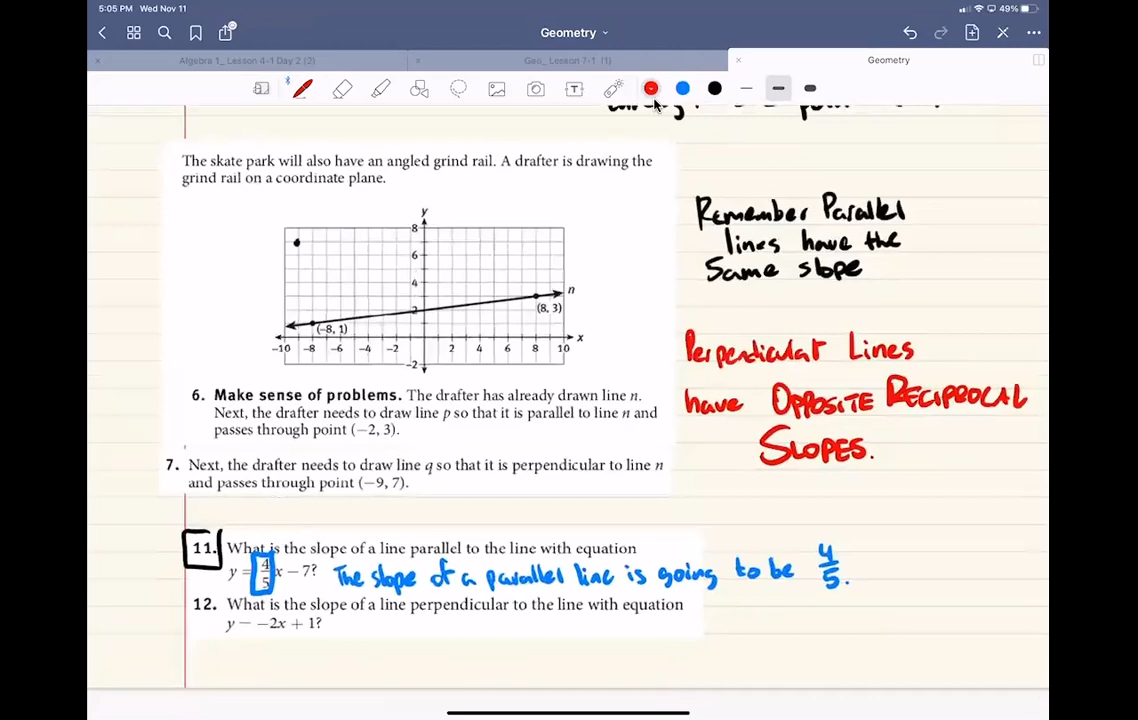 5:05 PM Wed Nov 11
49%
Geometry
Algebra 1_ Lesson 4-1 Day 2 (2)
Geo_ Lesson 7-1 (1)
Geometry
T
The skate park will also have an angled grind rail. A drafter is drawing the
grind rail on a coordinate plane.
y
8
6
4
2
-2
n
(8, 3)
(−8, 1)
x
-10 -8 -6 -4 -2 2 4 6 8 10
Remember Parallel
lines have the
Same slope
Perpendicular Lines
have OPPOSITE RECIPROCAL
SLOPES.
6. Make sense of problems. The drafter has already drawn line n.
Next, the drafter needs to draw line p so that it is parallel to line n and
passes through point (−2, 3).
7. Next, the drafter needs to draw line q so that it is perpendicular to line n
and passes through point (−9, 7).
11. What is the slope of a line parallel to the line with equation
y = 4/5 x − 7? The slope of a parallel line is going to be 4/5.
12. What is the slope of a line perpendicular to the line with equation
y = −2x + 1?